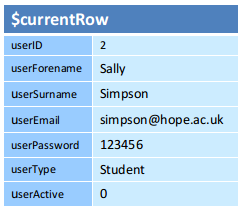 $currentRow
userID 2
userForename Sally
userSurname Simpson
userEmail simpson@hope.ac.uk
userPassword 123456
userType Student
userActive 0